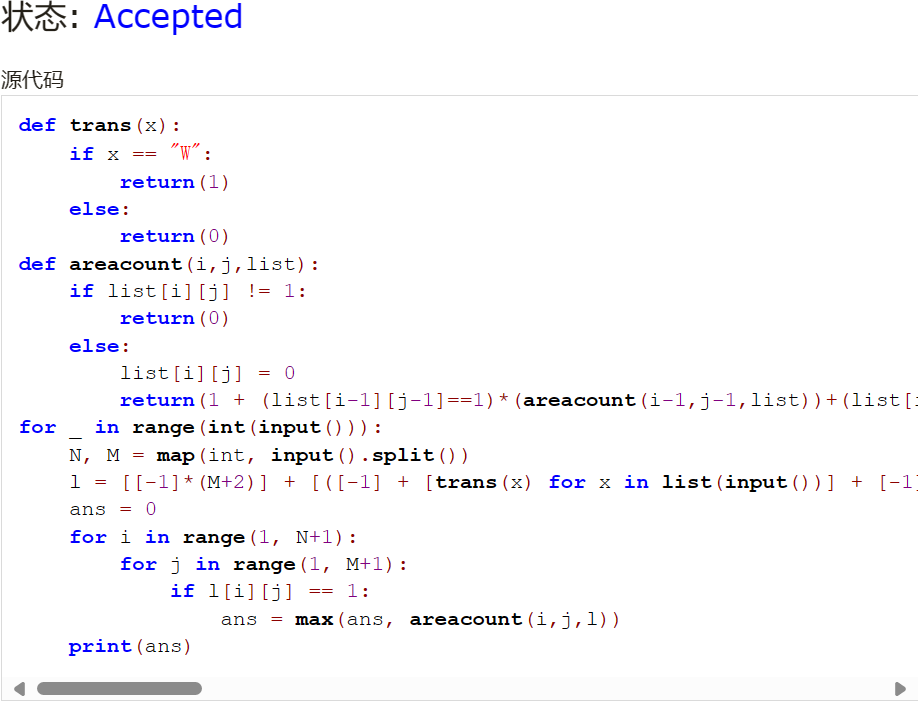 状态: Accepted
源代码
def trans(x):
    if x == "W":
        return(1)
    else:
        return(0)
def areacount(i,j,list):
    if list[i][j] != 1:
        return(0)
    else:
        list[i][j] = 0
        return(1 + (list[i-1][j-1]==1)*(areacount(i-1,j-1,list))+(list[
for _ in range(int(input())):
    N, M = map(int, input().split())
    l = [[-1]*(M+2)] + [([-1] + [trans(x) for x in list(input())] + [-1]
    ans = 0
    for i in range(1, N+1):
        for j in range(1, M+1):
            if l[i][j] == 1:
                ans = max(ans, areacount(i,j,l))
    print(ans)